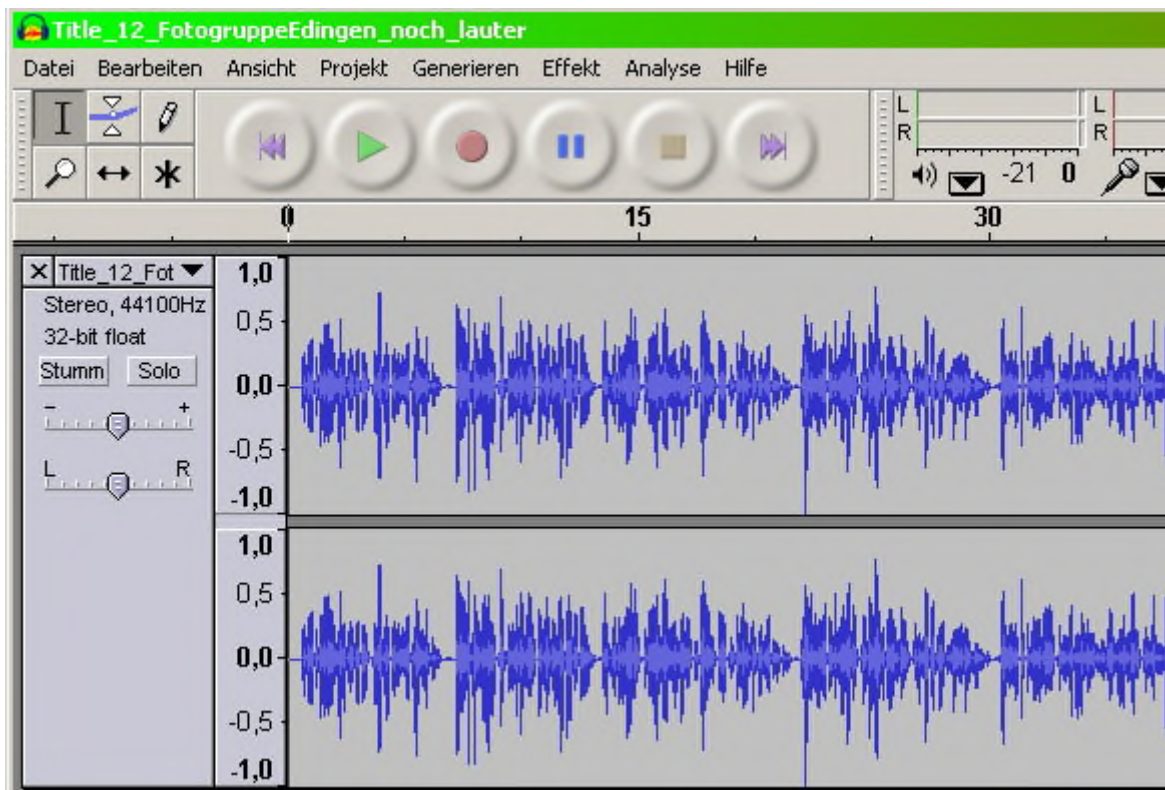 Title_12_FotogruppeEdingen_noch_lauter
Datei Bearbeiten Ansicht Projekt Generieren Effekt Analyse Hilfe
L
R
-21 0
L
R
0 15 30
X Title_12_Fot
Stereo, 44100Hz
32-bit float
Stumm Solo
- +
L R
1,0
0,5
0,0
-0,5
-1,0
1,0
0,5
0,0
-0,5
-1,0